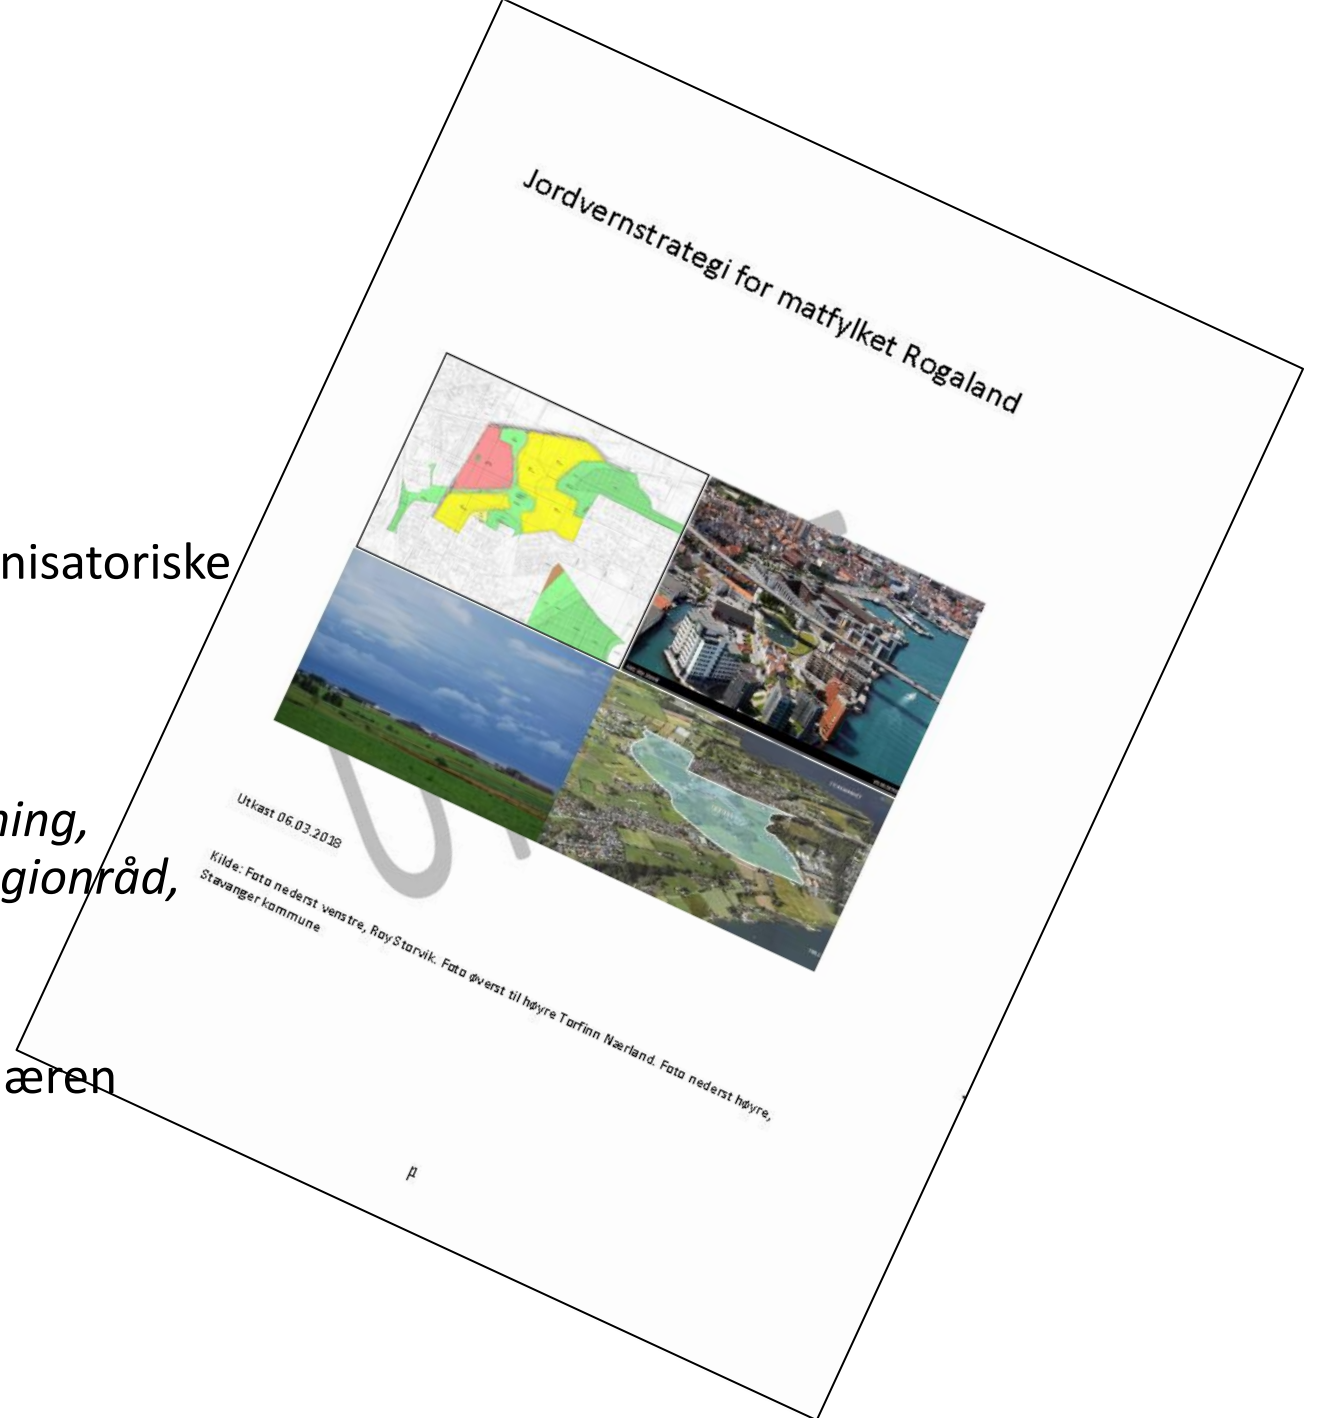 Jordvernstrategi for matfylket Rogaland
nisatoriske
ning,
gionråd,
æren
Utkast 06.03.2018
Kilde: Foto nederst venstre, Roy Storvik. Foto øverst til høyre Torfinn Nærland. Foto nederst høyre,
Stavanger kommune